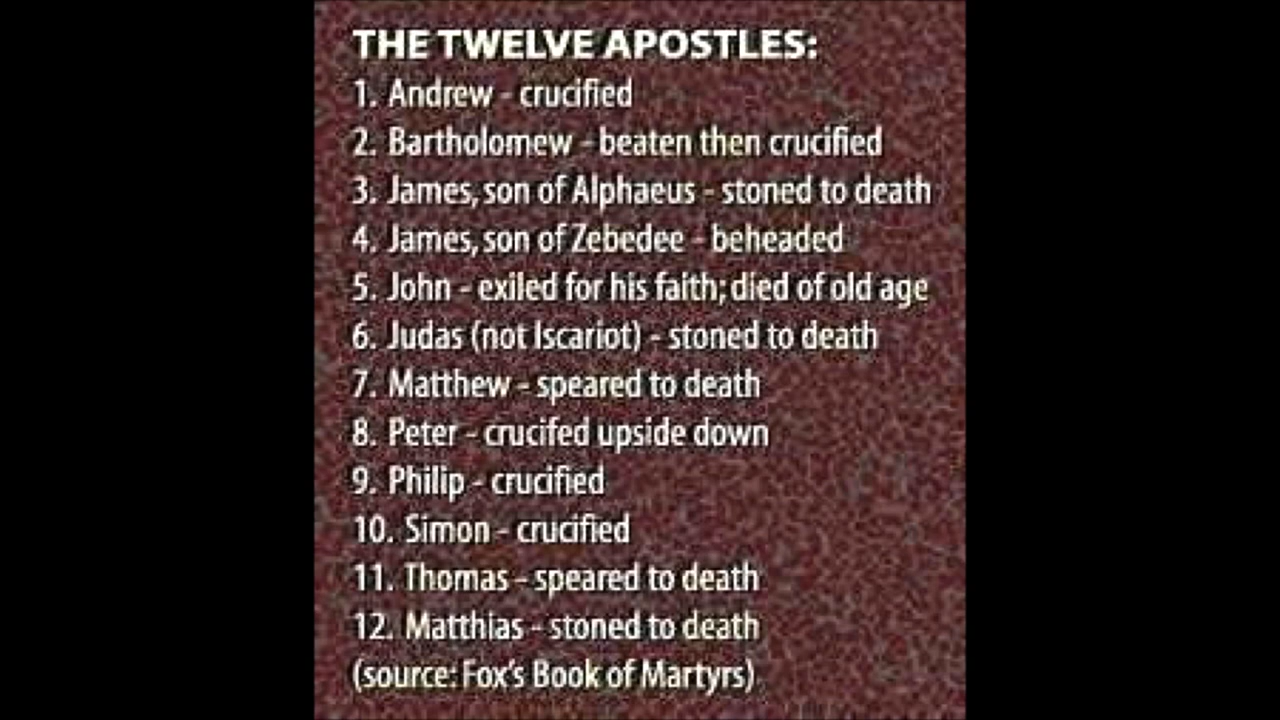 THE TWELVE APOSTLES:
1. Andrew - crucified
2. Bartholomew - beaten then crucified
3. James, son of Alphaeus - stoned to death
4. James, son of Zebedee - beheaded
5. John - exiled for his faith; died of old age
6. Judas (not Iscariot) - stoned to death
7. Matthew - speared to death
8. Peter - crucifed upside down
9. Philip - crucified
10. Simon - crucified
11. Thomas - speared to death
12. Matthias - stoned to death
(source: Fox's Book of Martyrs)